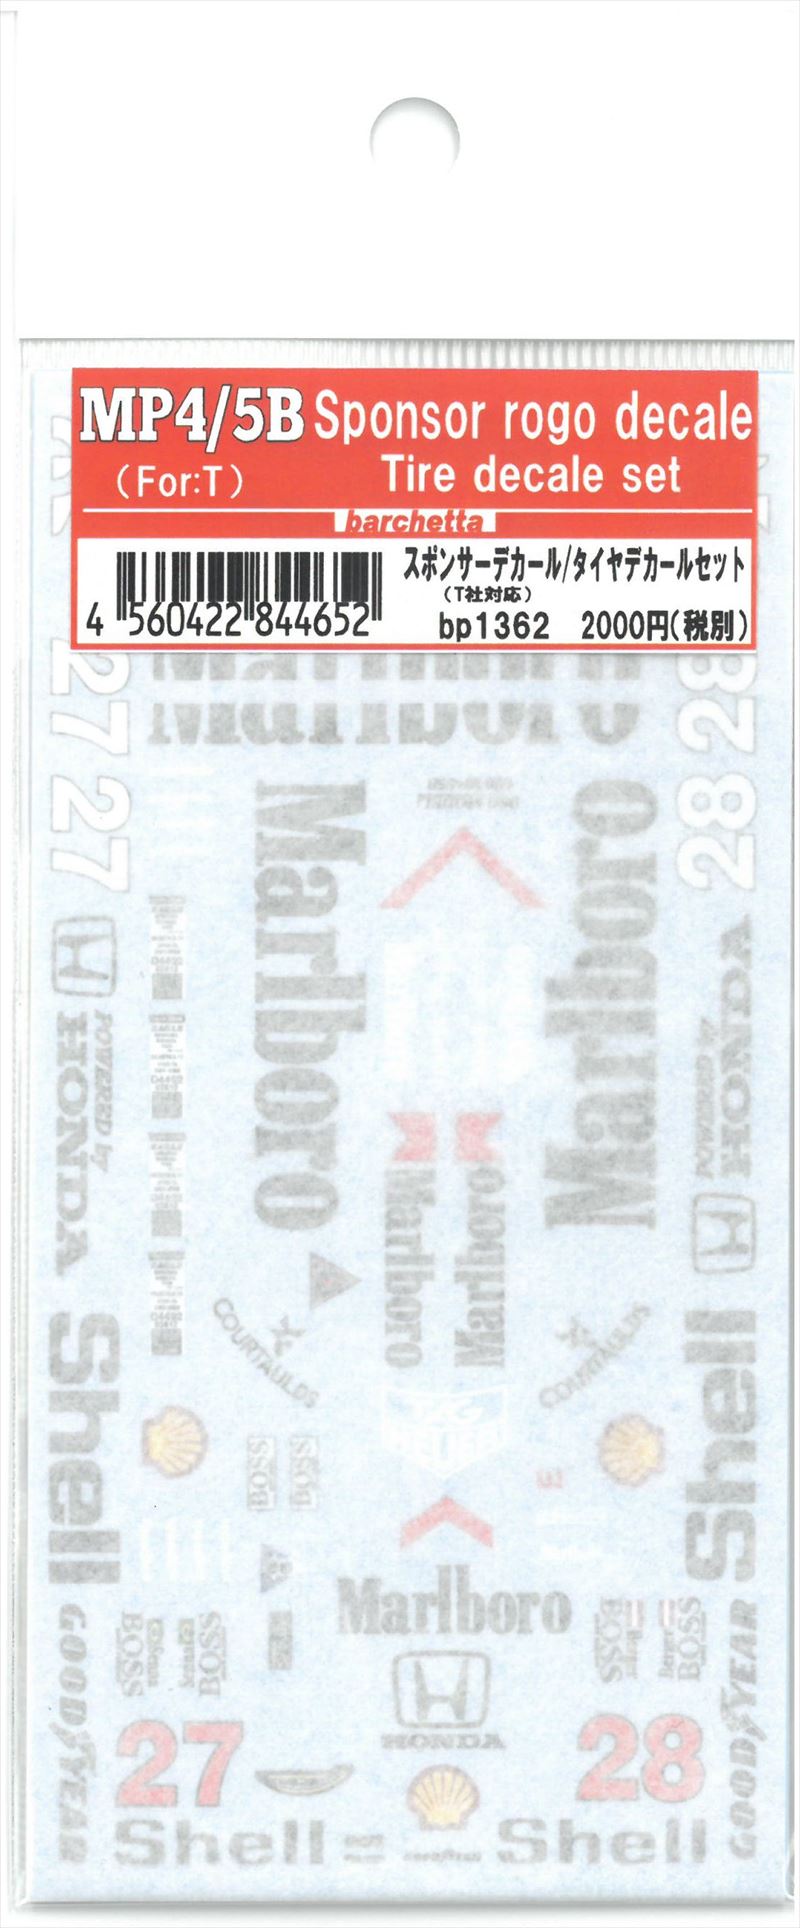 MP4/5B Sponsor rogo decale
(For:T) Tire decale set
barchetta
スポンサーデカール/タイヤデカールセット
(T社対応)
4 560422 844652
bp1362 2000円(税別)
Marlboro
Marlboro
27
28
27
28
Marlboro
Marlboro
POWERED by
HONDA
POWERED by
HONDA
Marlboro
Marlboro
COURTAULDS
COURTAULDS
Shell
Shell
BOSS
BOSS
Marlboro
BOSS
BOSS
BOSS
BOSS
GOODYEAR
GOODYEAR
HONDA
27
28
Shell
Shell